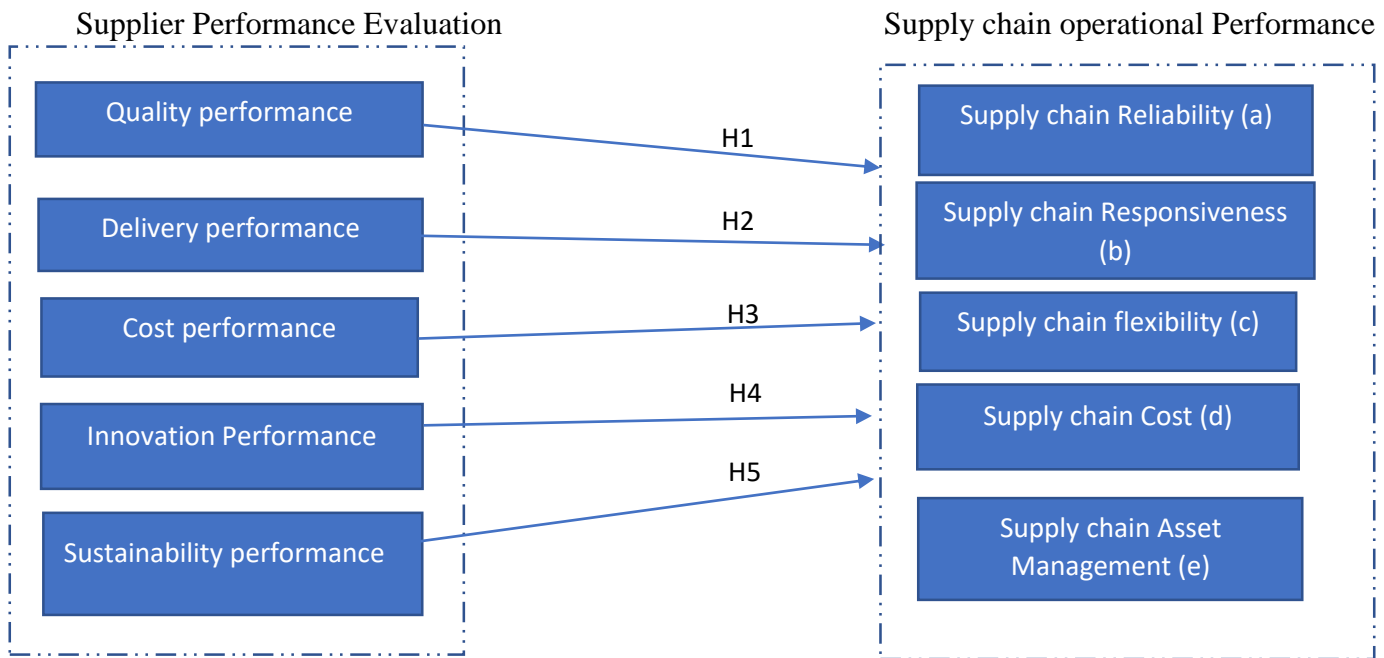 Supplier Performance Evaluation
Supply chain operational Performance
Quality performance
Delivery performance
Cost performance
Innovation Performance
Sustainability performance
H1
H2
H3
H4
H5
Supply chain Reliability (a)
Supply chain Responsiveness
(b)
Supply chain flexibility (c)
Supply chain Cost (d)
Supply chain Asset
Management (e)